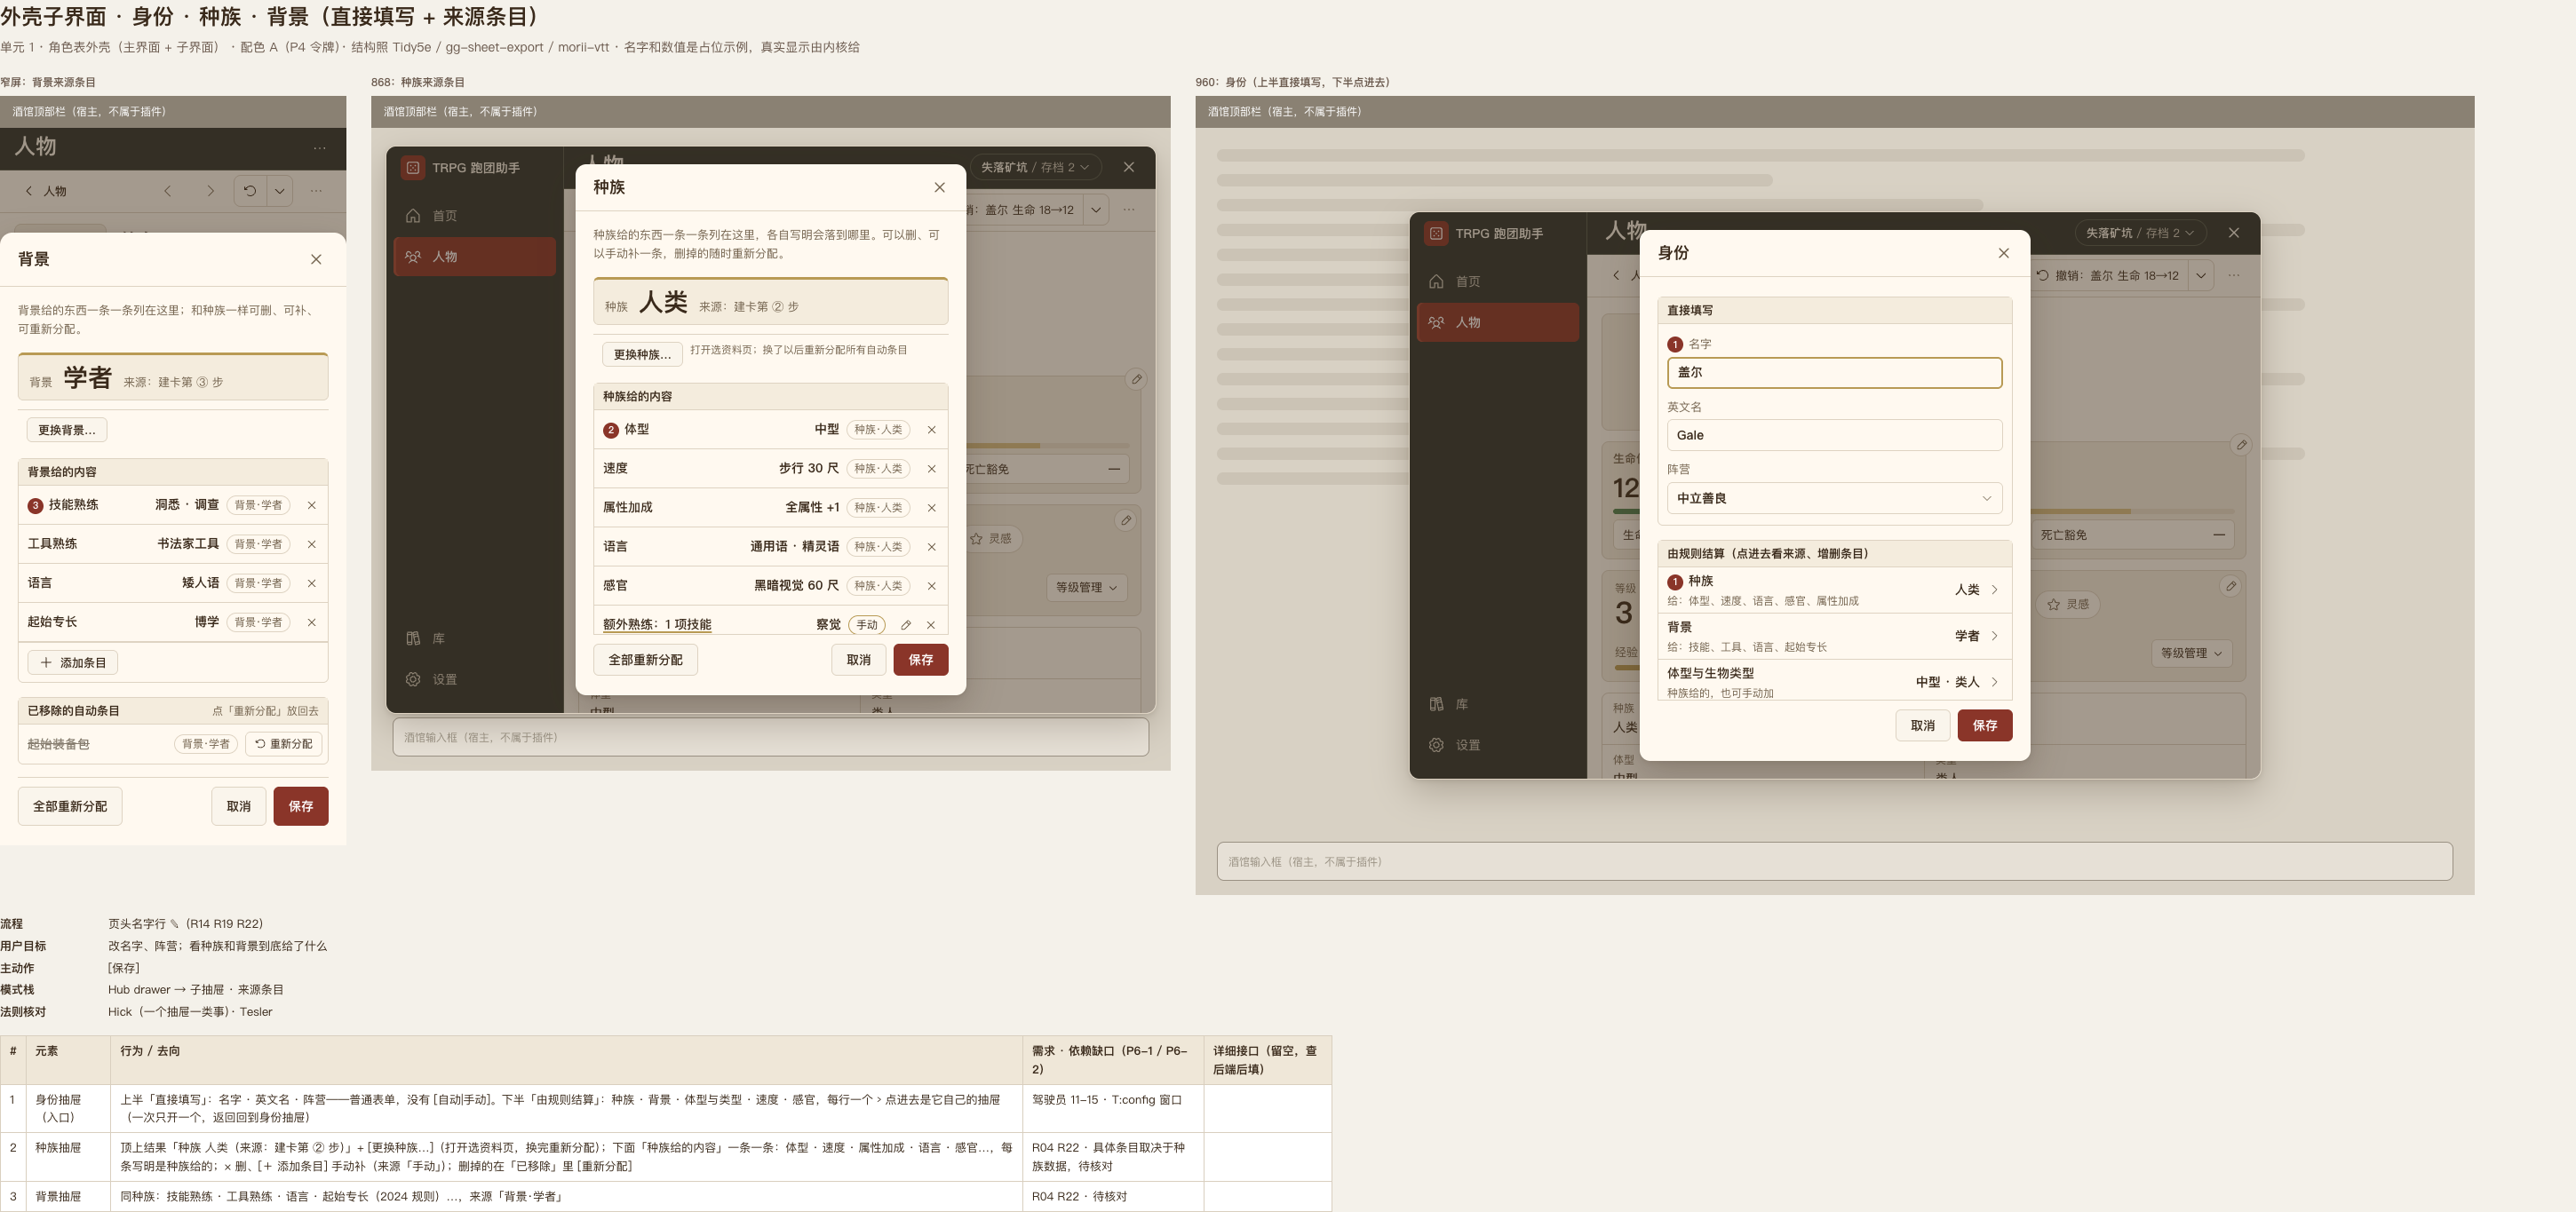 外壳子界面 · 身份 · 种族 · 背景（直接填写 + 来源条目）
单元 1 · 角色表外壳（主界面 + 子界面） · 配色 A（P4 令牌）· 结构照 Tidy5e / gg-sheet-export / morii-vtt · 名字和数值是占位示例，真实显示由内核给
窄屏：背景来源条目
酒馆顶部栏（宿主，不属于插件）
人物
···
人物
···
背景
背景给的东西一条一条列在这里；和种族一样可删、可补、
可重新分配。
背景 学者 来源：建卡第 ③ 步
更换背景...
背景给的内容
3 技能熟练 洞悉 · 调查 背景·学者
工具熟练 书法家工具 背景·学者
语言 矮人语 背景·学者
起始专长 博学 背景·学者
添加条目
已移除的自动条目 点「重新分配」放回去
起始装备包 背景·学者 重新分配
全部重新分配 取消 保存
868：种族来源条目
酒馆顶部栏（宿主，不属于插件）
TRPG 跑团助手
首页
人物
库
设置
失落矿坑 / 存档 2
盖尔 生命 18→12
···
种族
种族给的东西一条一条列在这里，各自写明会落到哪里。可以删、可
以手动补一条，删掉的随时重新分配。
种族 人类 来源：建卡第 ② 步
更换种族... 打开选资料页；换了以后重新分配所有自动条目
种族给的内容
2 体型 中型 种族·人类
速度 步行 30 尺 种族·人类
属性加成 全属性 +1 种族·人类
语言 通用语 · 精灵语 种族·人类
感官 黑暗视觉 60 尺 种族·人类
额外熟练：1 项技能 察觉 手动
全部重新分配 取消 保存
死亡豁免
灵感
等级管理
酒馆输入框（宿主，不属于插件）
960：身份（上半直接填写，下半点进去）
酒馆顶部栏（宿主，不属于插件）
TRPG 跑团助手
首页
人物
库
设置
人物
失落矿坑 / 存档 2
撤销：盖尔 生命 18→12
···
身份
直接填写
1 名字
盖尔
英文名
Gale
阵营
中立善良
由规则结算（点进去看来源、增删条目）
1 种族
给：体型、速度、语言、感官、属性加成
人类
背景
给：技能、工具、语言、起始专长
学者
体型与生物类型
种族给的，也可手动加
中型 · 类人
取消 保存
12
等级
3
经验
种族
人类
体型
死亡豁免
灵感
等级管理
酒馆输入框（宿主，不属于插件）
流程 页头名字行 ✎（R14 R19 R22）
用户目标 改名字、阵营；看种族和背景到底给了什么
主动作 [保存]
模式栈 Hub drawer → 子抽屉 · 来源条目
法则核对 Hick（一个抽屉一类事）· Tesler
# 元素 行为 / 去向 需求 · 依赖缺口（P6-1 / P6-
2） 详细接口（留空，查
后端后填）
1 身份抽屉
（入口） 上半「直接填写」：名字 · 英文名 · 阵营——普通表单，没有 [自动|手动]。下半「由规则结算」：种族 · 背景 · 体型与类型 · 速度 · 感官，每行一个 › 点进去是它自己的抽屉
（一次只开一个，返回回到身份抽屉） 驾驶员 11–15 · T:config 窗口
2 种族抽屉 顶上结果「种族 人类（来源：建卡第 ② 步）」+ [更换种族…]（打开选资料页，换完重新分配）；下面「种族给的内容」一条一条：体型 · 速度 · 属性加成 · 语言 · 感官…，每
条写明是种族给的；× 删、[＋ 添加条目] 手动补（来源「手动」）；删掉的在「已移除」里 [重新分配] R04 R22 · 具体条目取决于种
族数据，待核对
3 背景抽屉 同种族：技能熟练 · 工具熟练 · 语言 · 起始专长（2024 规则）…，来源「背景·学者」 R04 R22 · 待核对